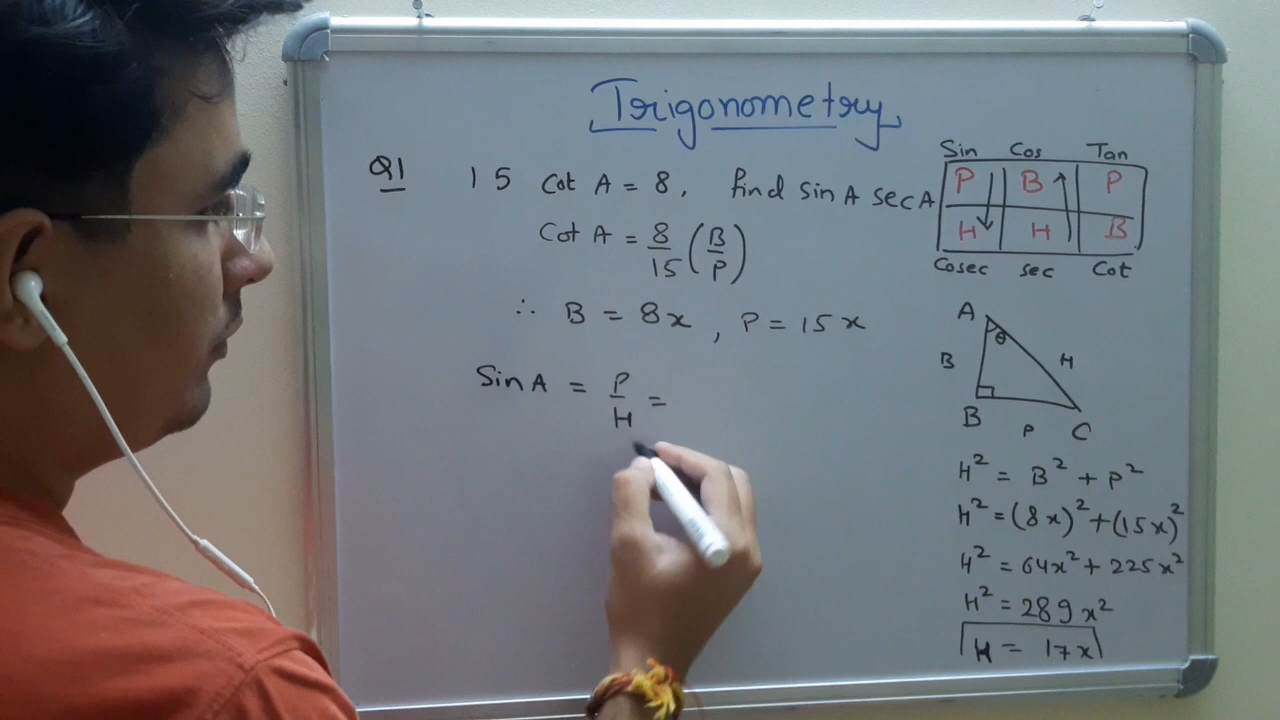 Trigonometry
Q1 15 Cot A = 8, find sin A sec A
Cot A = 8/15 (B/P)
∴ B = 8x, P = 15x
Sin A = P/H =
Sin Cos Tan
P B P
H H B
Cosec sec Cot
A
θ
B H
B P C
H² = B² + P²
H² = (8x)² + (15x)²
H² = 64x² + 225x²
H² = 289x²
H = 17x